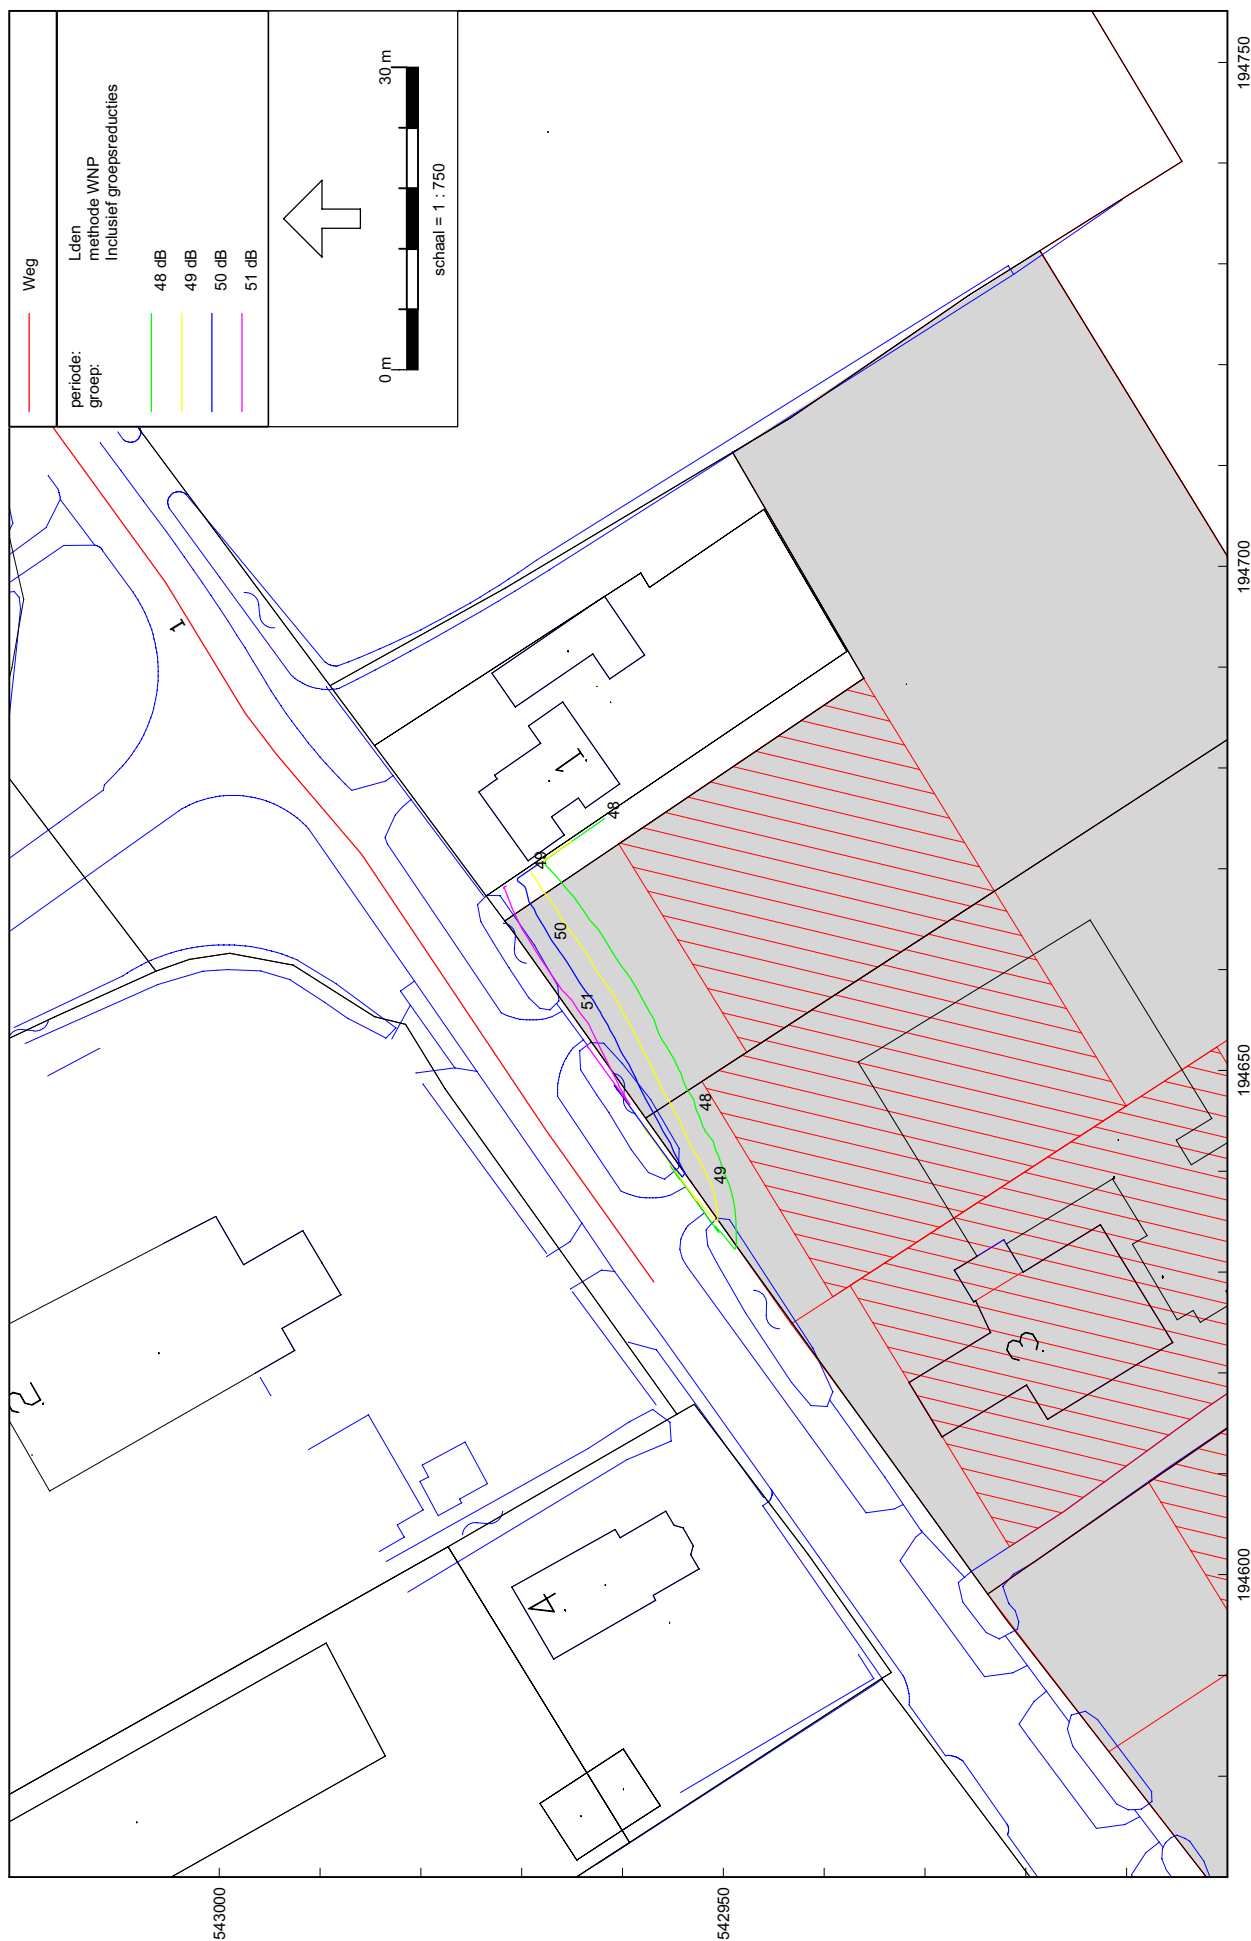 Weg
periode:
Lden
groep:
methode WNP
Inclusief groepsreducties
48 dB
49 dB
50 dB
51 dB
0 m
30 m
schaal = 1 : 750
1
2
1
4
3
48
49
50
51
48
49
543000
542950
194600
194650
194700
194750